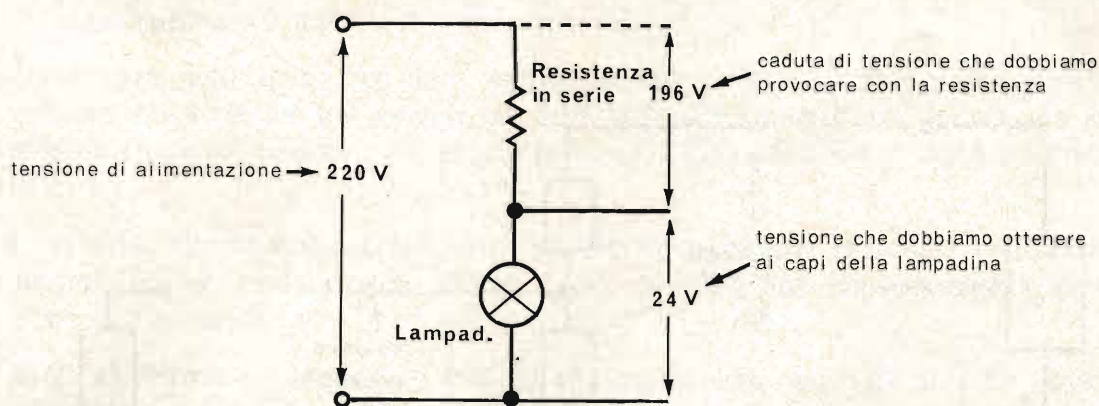 Resistenza
in serie
196 V
caduta di tensione che dobbiamo
provocare con la resistenza
tensione di alimentazione
220 V
tensione che dobbiamo ottenere
ai capi della lampadina
24 V
Lampad.